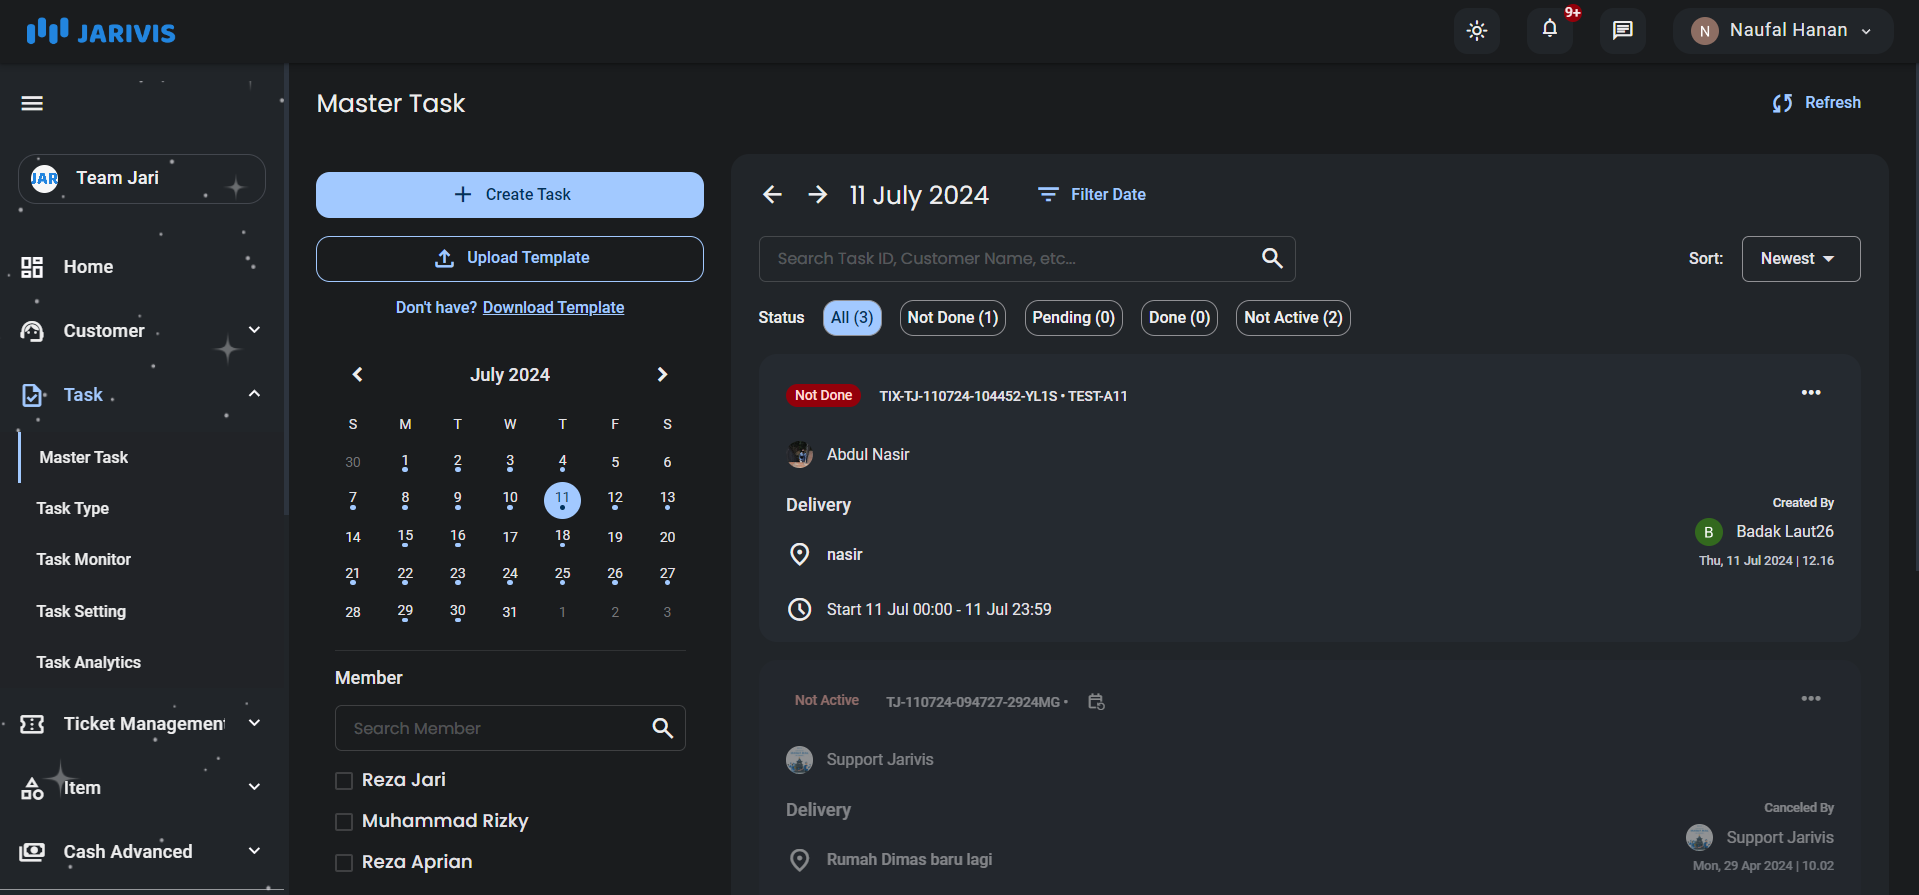 JARIVIS
9+
N
Naufal Hanan
Master Task
Refresh
JAR
Team Jari
Home
Customer
Task
Master Task
Task Type
Task Monitor
Task Setting
Task Analytics
Ticket Management
Item
Cash Advanced
Create Task
Upload Template
Don't have? Download Template
July 2024
S M T W T F S
30 1 2 3 4 5 6
7 8 9 10 11 12 13
14 15 16 17 18 19 20
21 22 23 24 25 26 27
28 29 30 31 1 2 3
Member
Search Member
Reza Jari
Muhammad Rizky
Reza Aprian
11 July 2024
Filter Date
Search Task ID, Customer Name, etc...
Sort: Newest
Status All (3) Not Done (1) Pending (0) Done (0) Not Active (2)
Not Done TIX-TJ-110724-104452-YL1S • TEST-A11
Abdul Nasir
Delivery
nasir
Start 11 Jul 00:00 - 11 Jul 23:59
Created By
B Badak Laut26
Thu, 11 Jul 2024 | 12.16
Not Active TJ-110724-094727-2924MG •
Support Jarivis
Delivery
Rumah Dimas baru lagi
Canceled By
Support Jarivis
Mon, 29 Apr 2024 | 10.02